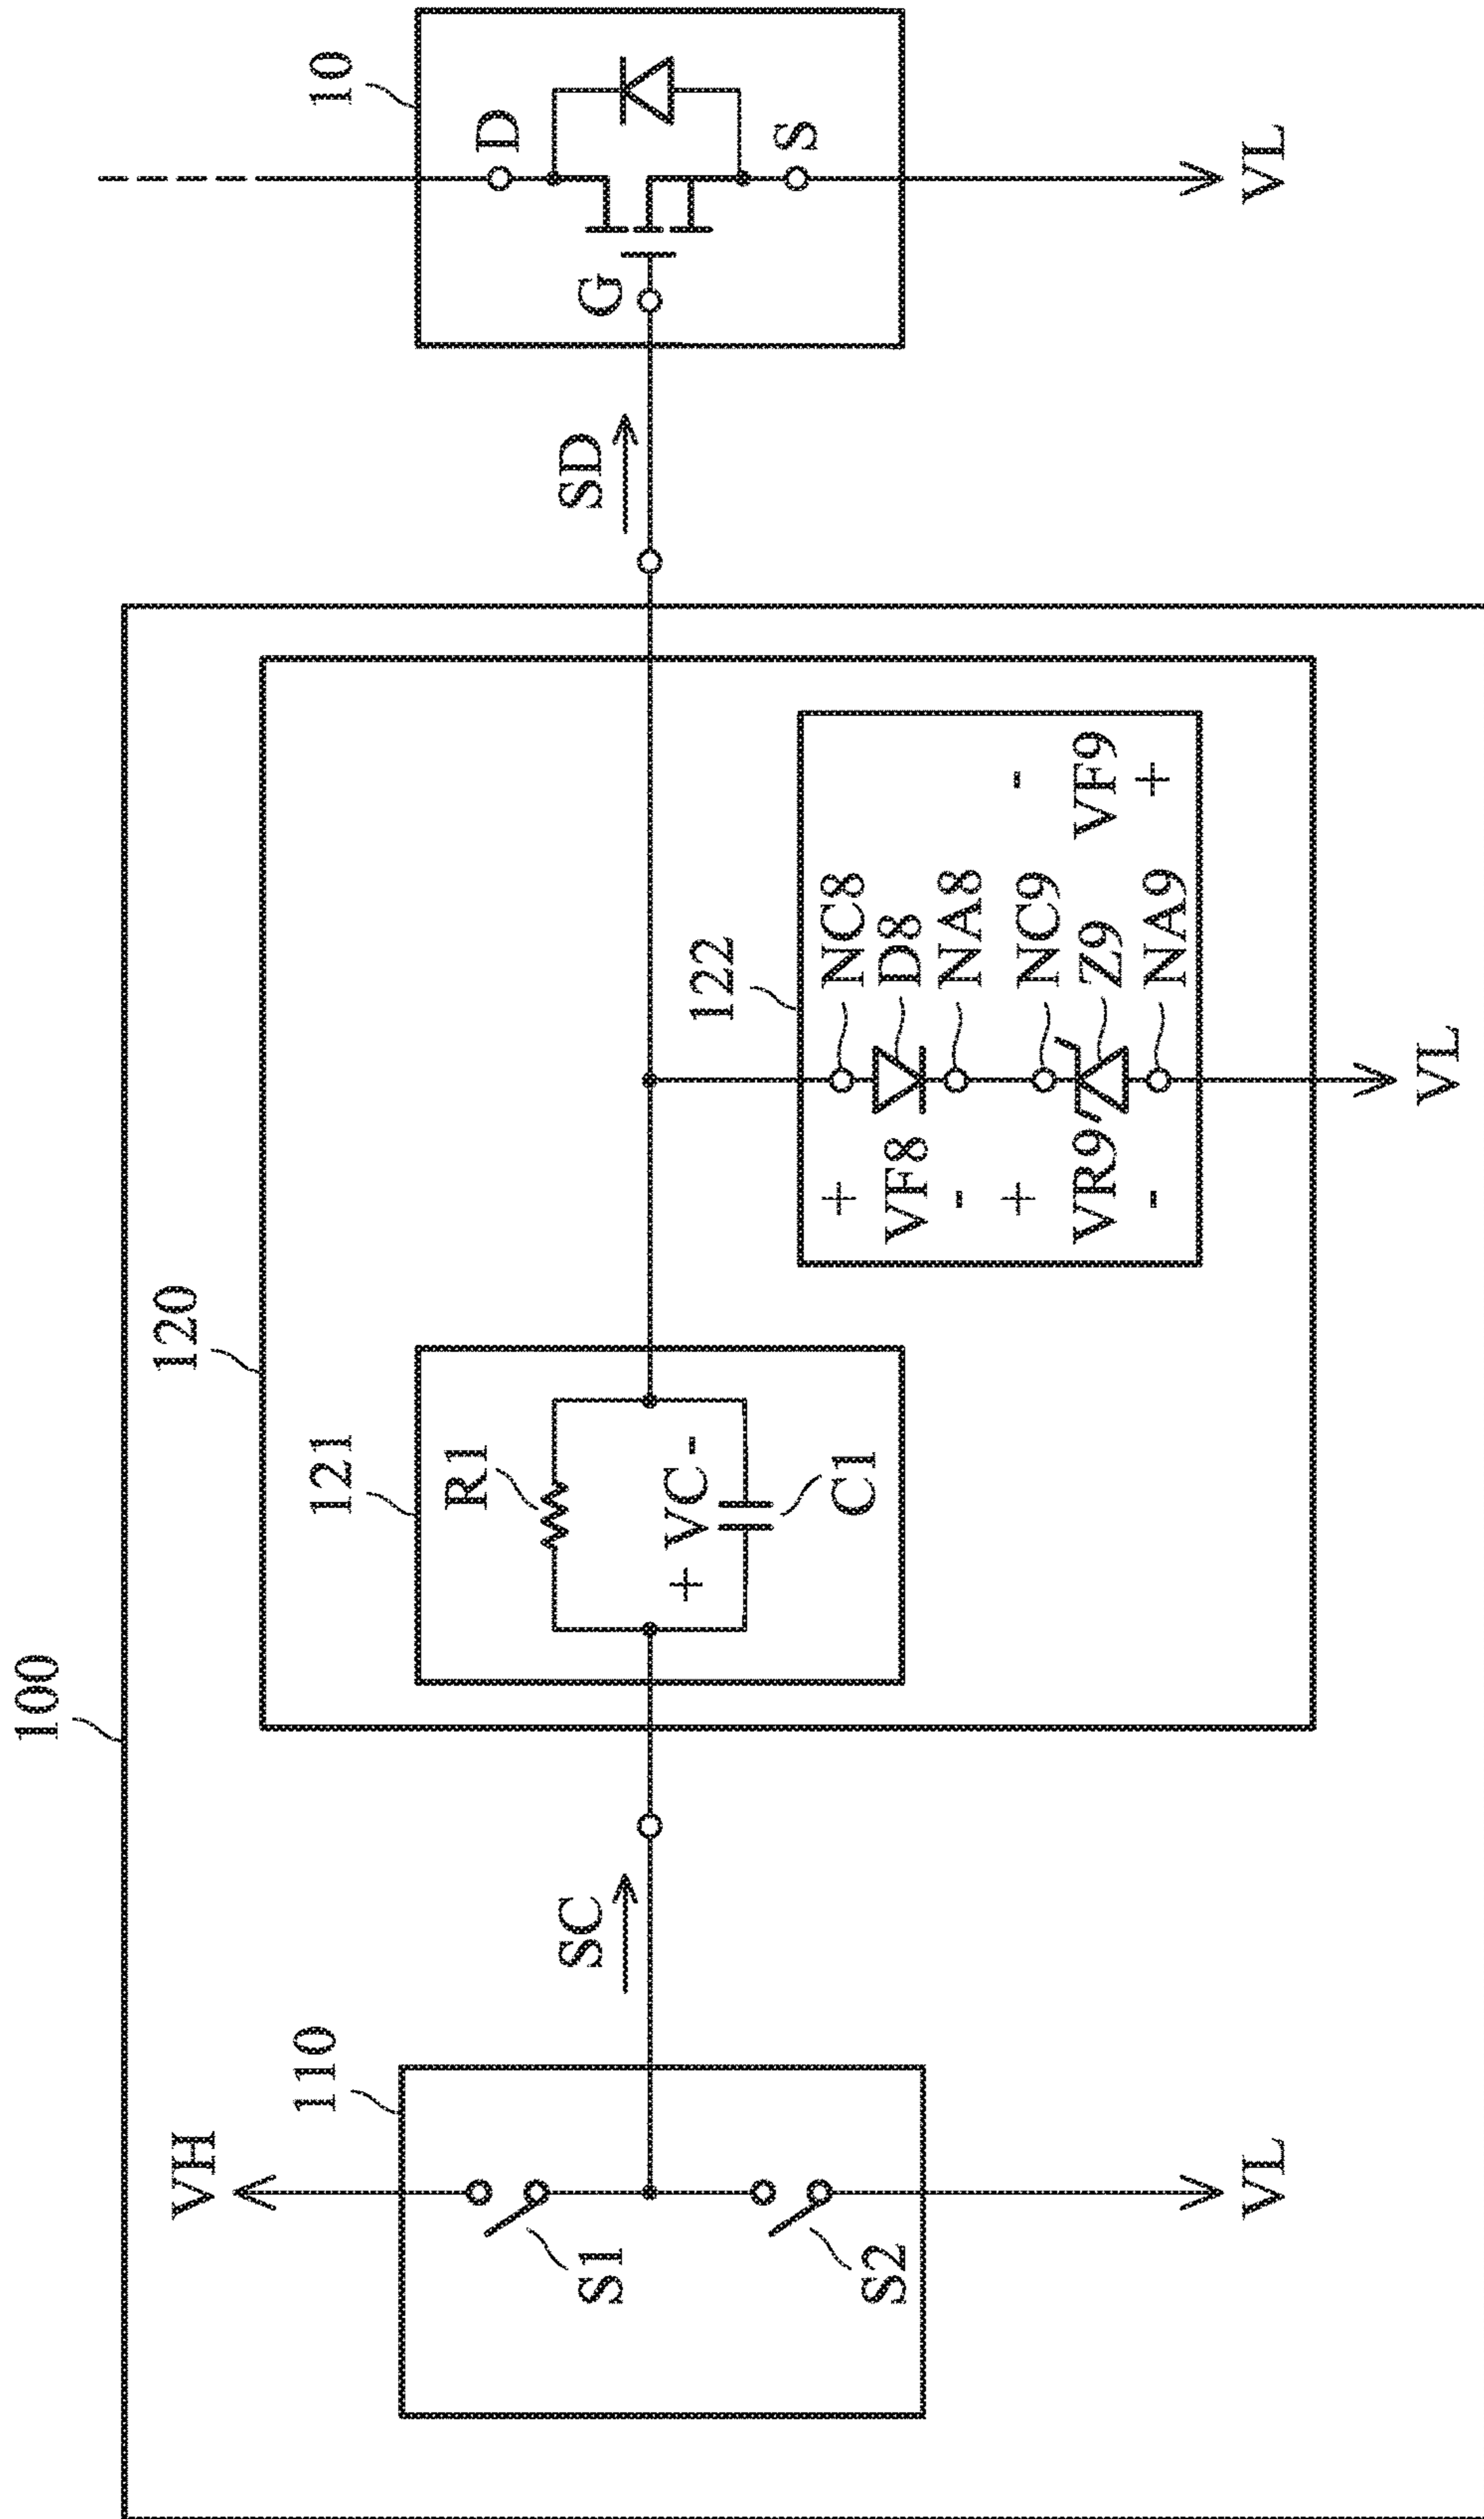 100
120
VH
110
S1
S2
VL
SC
121
R1
+ VC -
C1
122
+
VF8
-
+
VR9
-
NC8
D8
NA8
NC9
Z9
NA9
-
VF9
+
VL
SD
10
D
G
S
VL